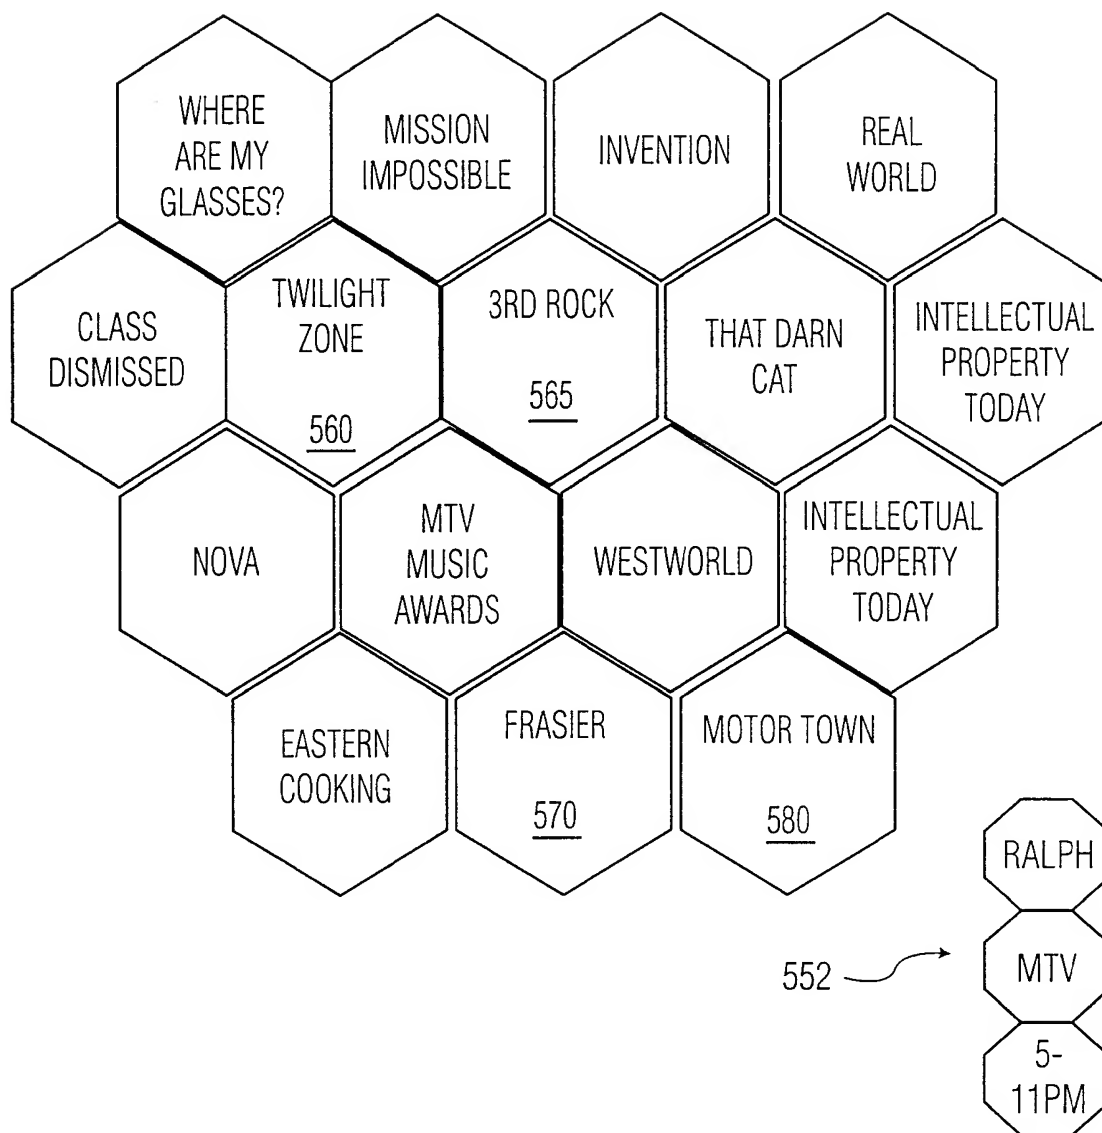 WHERE
ARE MY
GLASSES?
MISSION
IMPOSSIBLE
INVENTION
REAL
WORLD
CLASS
DISMISSED
TWILIGHT
ZONE
560
3RD ROCK
565
THAT DARN
CAT
INTELLECTUAL
PROPERTY
TODAY
NOVA
MTV
MUSIC
AWARDS
WESTWORLD
INTELLECTUAL
PROPERTY
TODAY
EASTERN
COOKING
FRASIER
570
MOTOR TOWN
580
RALPH
552
MTV
5-
11PM